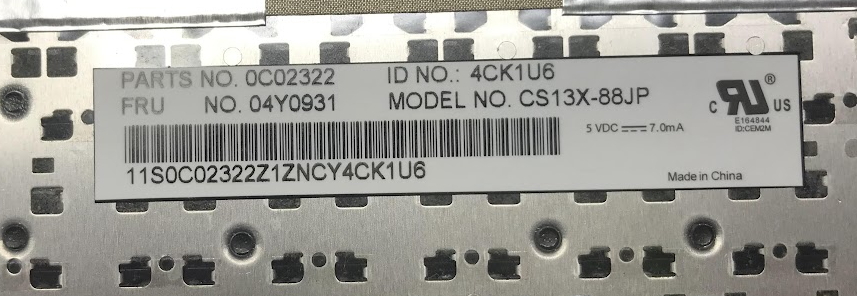 PARTS NO. 0C02322 ID NO.: 4CK1U6
FRU NO. 04Y0931 MODEL NO. CS13X-88JP
C RU US ®
E164844
ID:CEM2M
5 VDC ⎓ 7.0mA
11S0C02322Z1ZNCY4CK1U6
Made in China